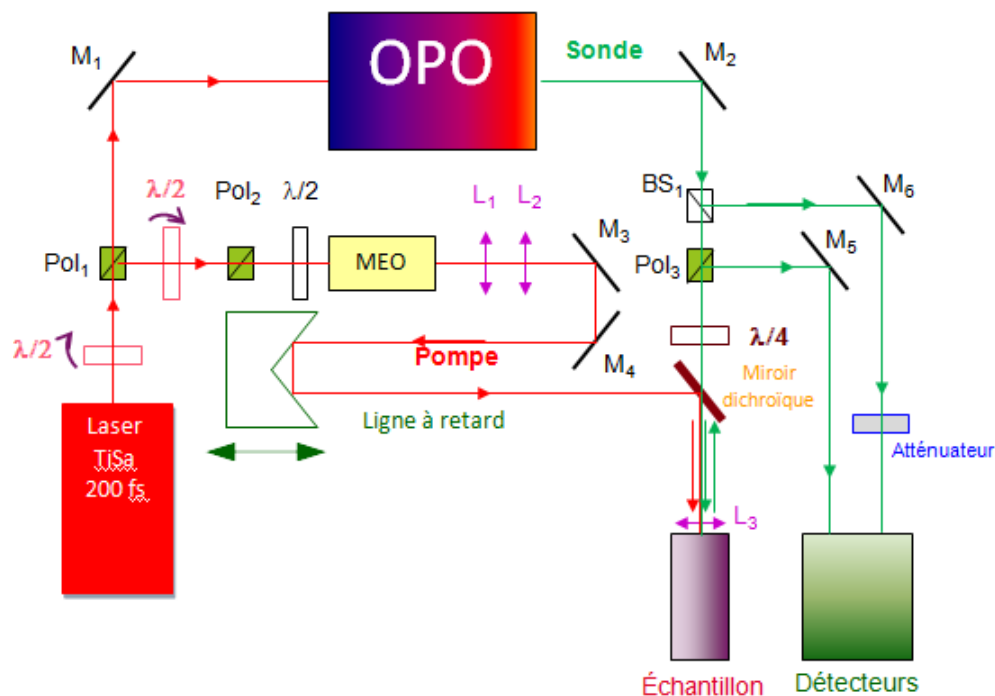 OPO
Sonde
M1
M2
λ/2
Pol2
λ/2
L1
L2
M3
BS1
M6
M5
Pol1
MEO
Pol3
λ/2
Pompe
M4
λ/4
Miroir
dichroïque
Ligne à retard
Atténuateur
Laser
TiSa
200 fs
L3
Échantillon
Détecteurs